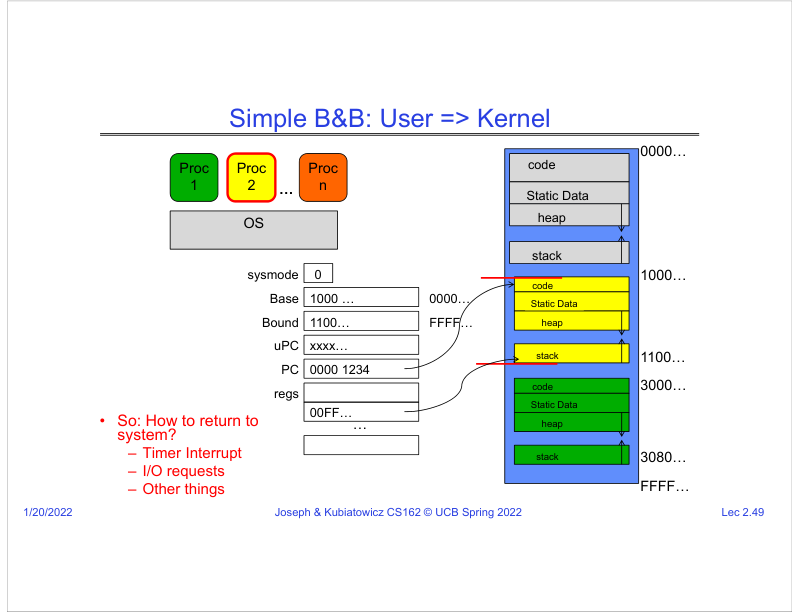 Simple B&B: User => Kernel
Proc
1
Proc
2
...
Proc
n
OS
sysmode 0
Base 1000 … 0000…
Bound 1100… FFFF…
uPC xxxx…
PC 0000 1234
regs
00FF…
…
0000…
code
Static Data
heap
stack
1000…
code
Static Data
heap
stack
1100…
3000…
code
Static Data
heap
stack
3080…
FFFF…
• So: How to return to
system?
– Timer Interrupt
– I/O requests
– Other things
1/20/2022
Joseph & Kubiatowicz CS162 © UCB Spring 2022
Lec 2.49